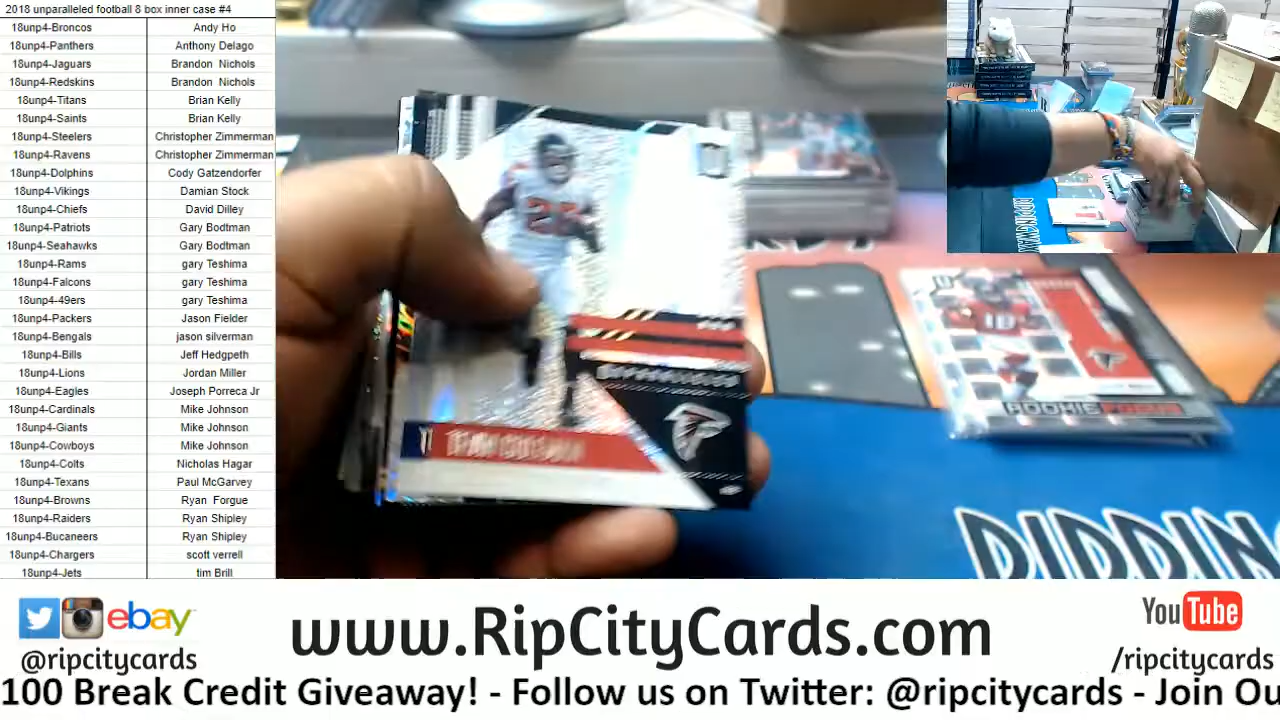 2018 unparalleled football 8 box inner case #4
18unp4-Broncos Andy Ho
18unp4-Panthers Anthony Delago
18unp4-Jaguars Brandon Nichols
18unp4-Redskins Brandon Nichols
18unp4-Titans Brian Kelly
18unp4-Saints Brian Kelly
18unp4-Steelers Christopher Zimmerman
18unp4-Ravens Christopher Zimmerman
18unp4-Dolphins Cody Gatzendorfer
18unp4-Vikings Damian Stock
18unp4-Chiefs David Dilley
18unp4-Patriots Gary Bodtman
18unp4-Seahawks Gary Bodtman
18unp4-Rams gary Teshima
18unp4-Falcons gary Teshima
18unp4-49ers gary Teshima
18unp4-Packers Jason Fielder
18unp4-Bengals jason silverman
18unp4-Bills Jeff Hedgpeth
18unp4-Lions Jordan Miller
18unp4-Eagles Joseph Porreca Jr
18unp4-Cardinals Mike Johnson
18unp4-Giants Mike Johnson
18unp4-Cowboys Mike Johnson
18unp4-Colts Nicholas Hagar
18unp4-Texans Paul McGarvey
18unp4-Browns Ryan Forgue
18unp4-Raiders Ryan Shipley
18unp4-Bucaneers Ryan Shipley
18unp4-Chargers scott verrell
18unp4-Jets tim Brill
18
ROOKIE
ebay
@ripcitycards
www.RipCityCards.com
YouTube
/ripcitycards
100 Break Credit Giveaway! - Follow us on Twitter: @ripcitycards - Join Ou